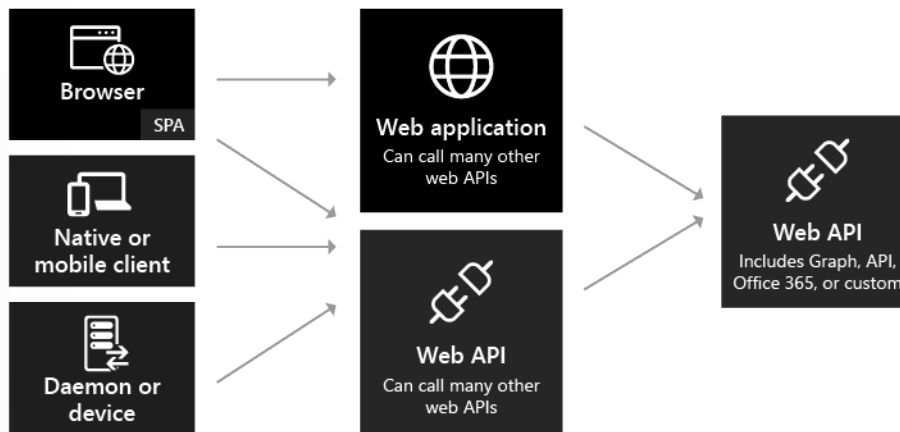 Browser
SPA
Native or
mobile client
Daemon or
device
Web application
Can call many other
web APIs
Web API
Can call many other
web APIs
Web API
Includes Graph, API,
Office 365, or custom